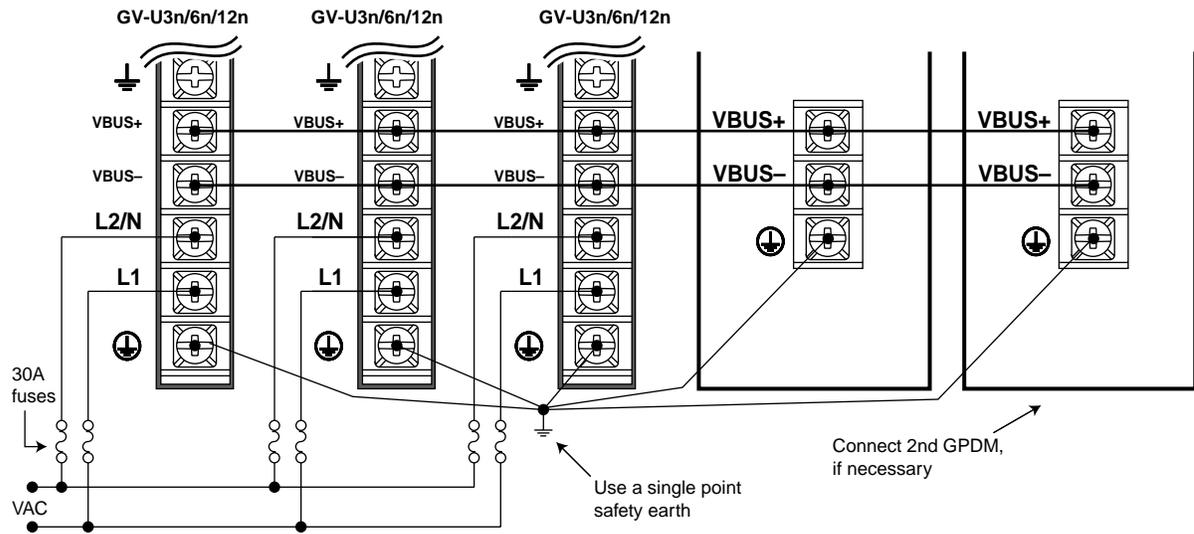 GV-U3n/6n/12n GV-U3n/6n/12n GV-U3n/6n/12n
VBUS+ VBUS+ VBUS+ VBUS+ VBUS+
VBUS– VBUS– VBUS– VBUS– VBUS–
L2/N L2/N L2/N
L1 L1 L1
30A
fuses
VAC
Use a single point
safety earth
Connect 2nd GPDM,
if necessary